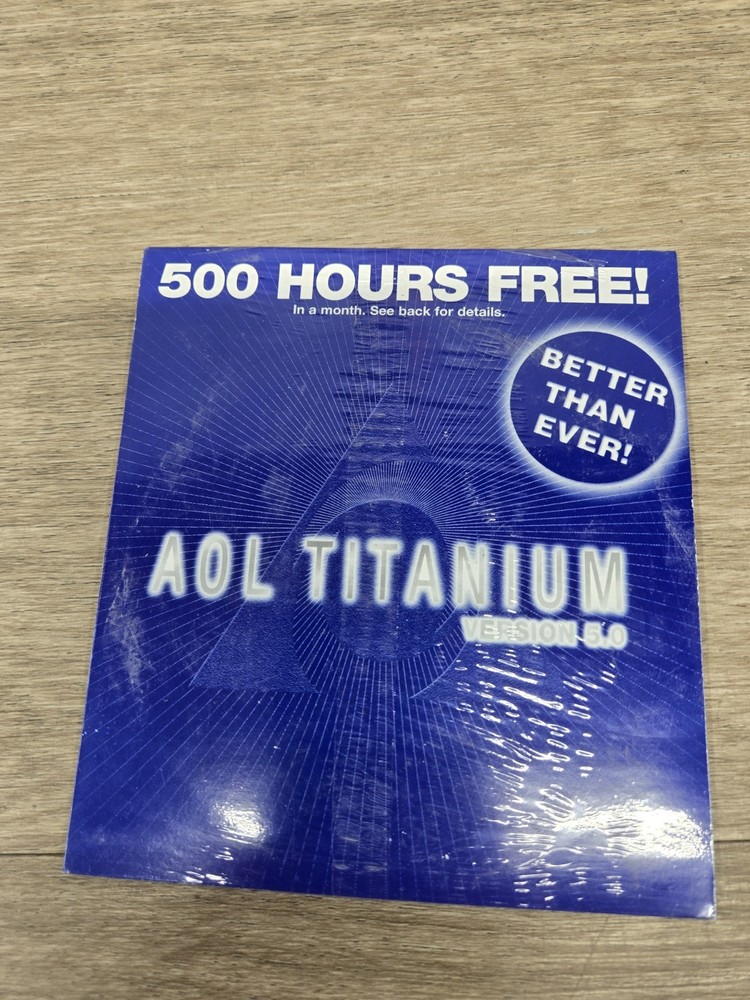 500 HOURS FREE!
In a month. See back for details.
BETTER
THAN
EVER!
AOL TITANIUM
VERSION 5.0